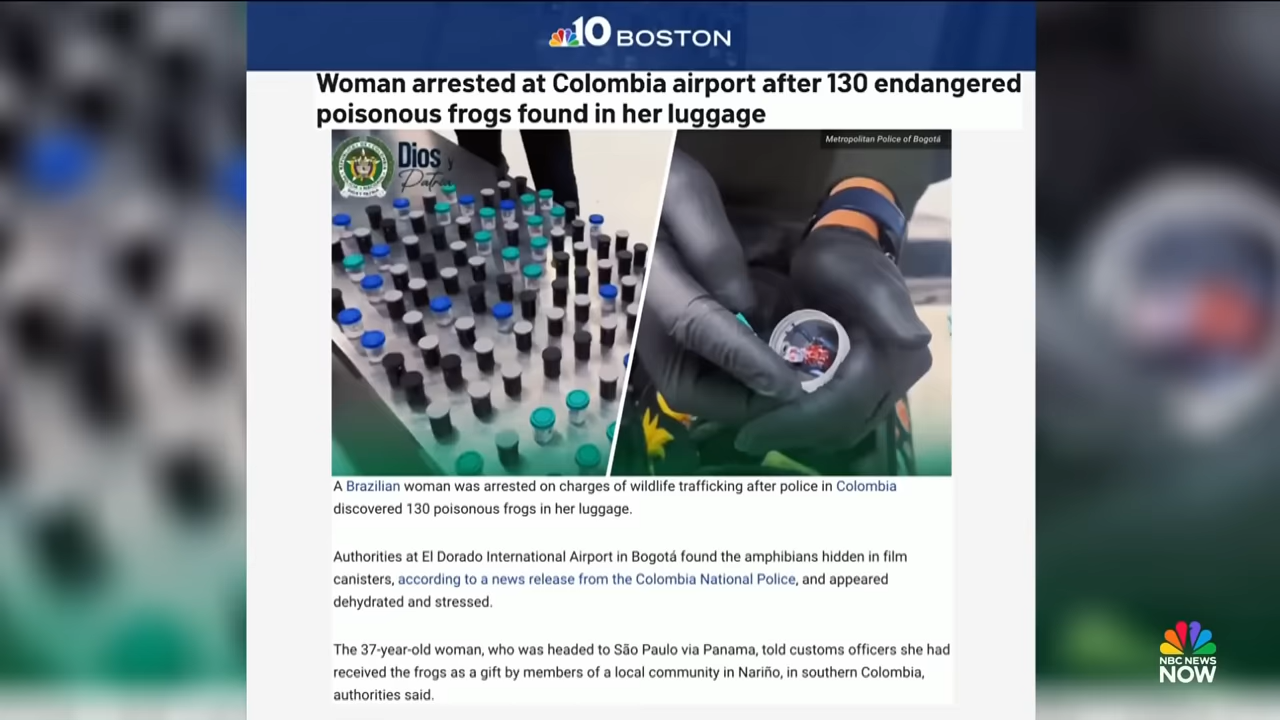 10 BOSTON
Woman arrested at Colombia airport after 130 endangered
poisonous frogs found in her luggage
Metropolitan Police of Bogotá
Dios y
Patria
A Brazilian woman was arrested on charges of wildlife trafficking after police in Colombia
discovered 130 poisonous frogs in her luggage.
Authorities at El Dorado International Airport in Bogotá found the amphibians hidden in film
canisters, according to a news release from the Colombia National Police, and appeared
dehydrated and stressed.
The 37-year-old woman, who was headed to São Paulo via Panama, told customs officers she had
received the frogs as a gift by members of a local community in Nariño, in southern Colombia,
authorities said.
NBC NEWS
NOW